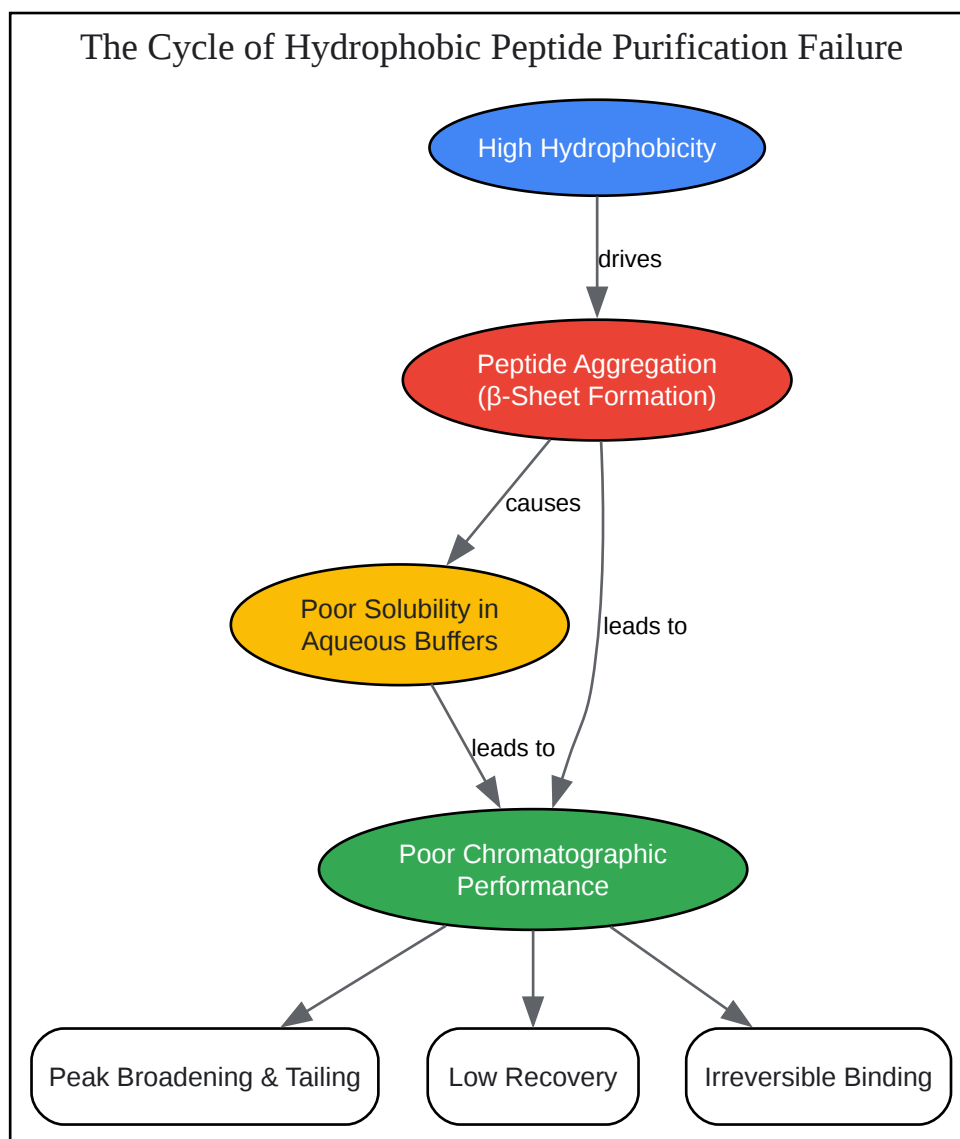 The Cycle of Hydrophobic Peptide Purification Failure
High Hydrophobicity
drives
Peptide Aggregation
(β-Sheet Formation)
causes
Poor Solubility in
Aqueous Buffers
leads to
leads to
Poor Chromatographic
Performance
Peak Broadening & Tailing
Low Recovery
Irreversible Binding